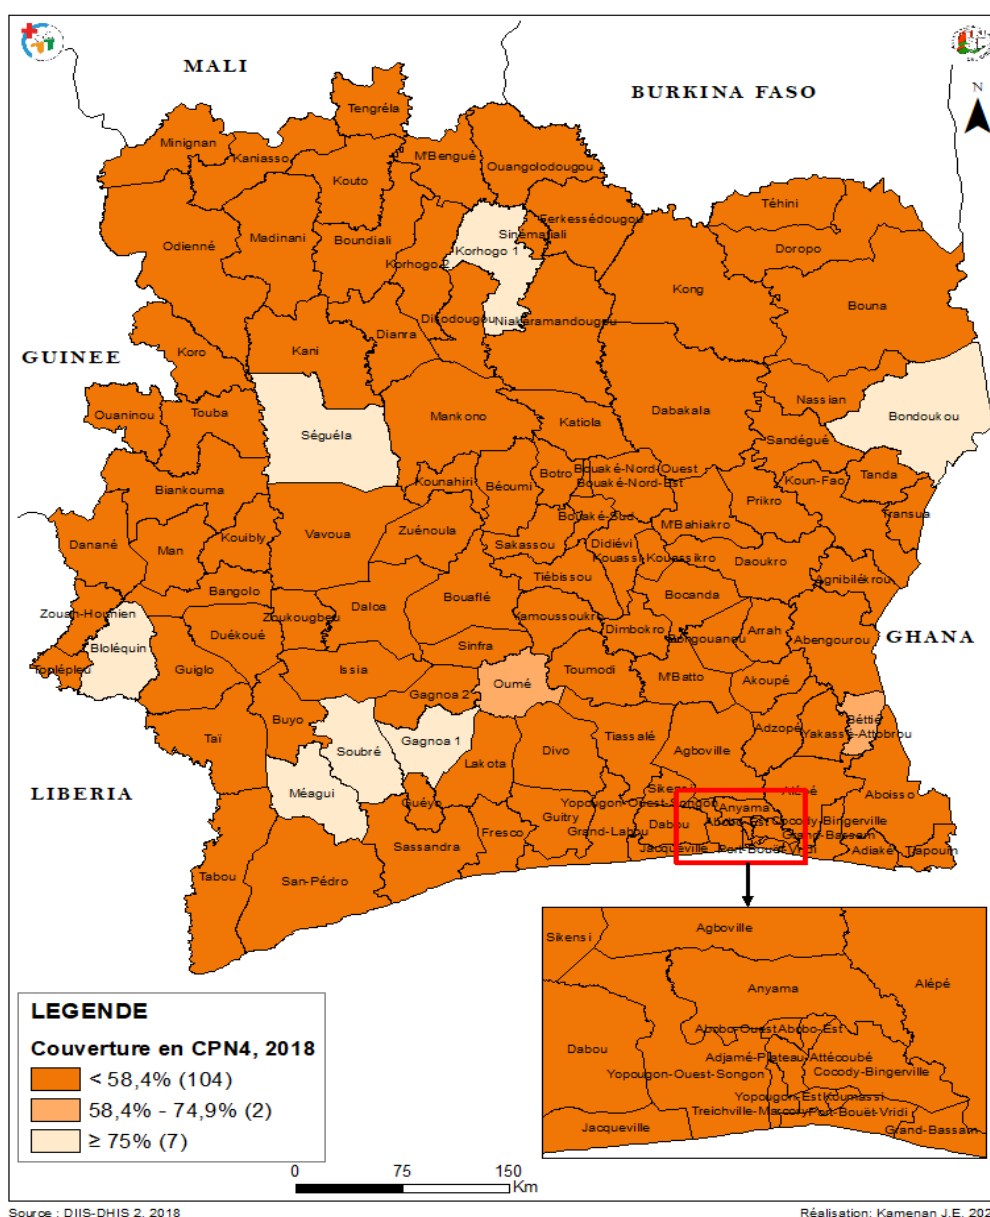 MALI
BURKINA FASO
N
Tengréla
Minignan
Kaniasso
M'Bengué
Ouangolodougou
Kouto
Téhini
Ferkessédougou
Sinématiali
Odienné
Madinani
Boundiali
Korhogo 1
Korhogo 2
Doropo
Kong
Bouna
Dikodougou
Niakaramandougou
Dianra
GUINEE
Koro
Kani
Nassian
Ouaninou
Touba
Séguéla
Mankono
Katiola
Dabakala
Bondoukou
Sandégué
Kounahiri
Béoumi
Botro
Bouaké-Nord-Ouest
Bouaké-Nord-Est
Koun-Fao
Tanda
Biankouma
Prikro
Transua
Bouaké-Sud
M'Bahiakro
Danané
Man
Kouibly
Vavoua
Zuénoula
Sakassou
Didiévi
Kouassi-Kouassikro
Daoukro
Tiébissou
Agnibilékrou
Bangolo
Zouan-Hounien
Zoukougbeu
Daloa
Bouaflé
Yamoussoukro
Bocanda
Dimbokro
Bongouanou
Arrah
Abengourou
GHANA
Bloléquin
Duékoué
Toulépleu
Guiglo
Issia
Sinfra
Oumé
Toumodi
M'Batto
Akoupé
Gagnoa 2
Buyo
Taï
Soubré
Gagnoa 1
Lakota
Divo
Tiassalé
Agboville
Adzopé
Béttié
Yakassé-Attobrou
LIBERIA
Méagui
Guéyo
Sikensi
Alépé
Aboisso
Yopougon-Ouest-Songon
Anyama
Guitry
Grand-Lahou
Dabou
Abobo-Est
Cocody-Bingerville
Grand-Bassam
Fresco
Sassandra
Jacqueville
Port-Bouët-Vridi
Adiaké
Tiapoum
Tabou
San-Pédro
Agboville
Sikensi
Alépé
Anyama
Abobo-Ouest
Abobo-Est
Dabou
Adjamé-Plateau-Attécoubé
Yopougon-Ouest-Songon
Cocody-Bingerville
Yopougon-Est
Koumassi
Treichville-Marcory
Port-Bouët-Vridi
Jacqueville
Grand-Bassam
LEGENDE
Couverture en CPN4, 2018
< 58,4% (104)
58,4% - 74,9% (2)
≥ 75% (7)
0 75 150
Km
Source : DIIS-DHIS 2, 2018
Réalisation: Kamenan J.E, 202